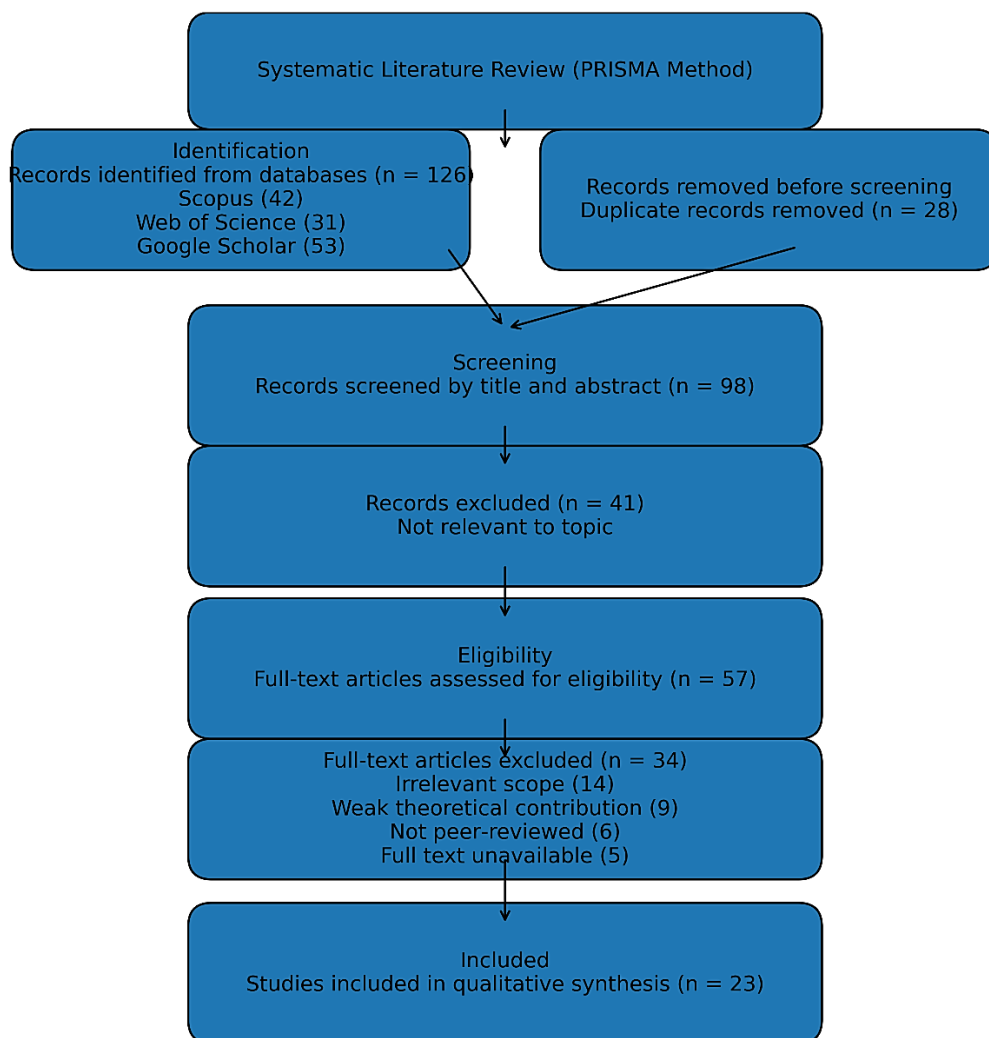 Systematic Literature Review (PRISMA Method)
Identification
Records identified from databases (n = 126)
Scopus (42)
Web of Science (31)
Google Scholar (53)
Records removed before screening
Duplicate records removed (n = 28)
Screening
Records screened by title and abstract (n = 98)
Records excluded (n = 41)
Not relevant to topic
Eligibility
Full-text articles assessed for eligibility (n = 57)
Full-text articles excluded (n = 34)
Irrelevant scope (14)
Weak theoretical contribution (9)
Not peer-reviewed (6)
Full text unavailable (5)
Included
Studies included in qualitative synthesis (n = 23)